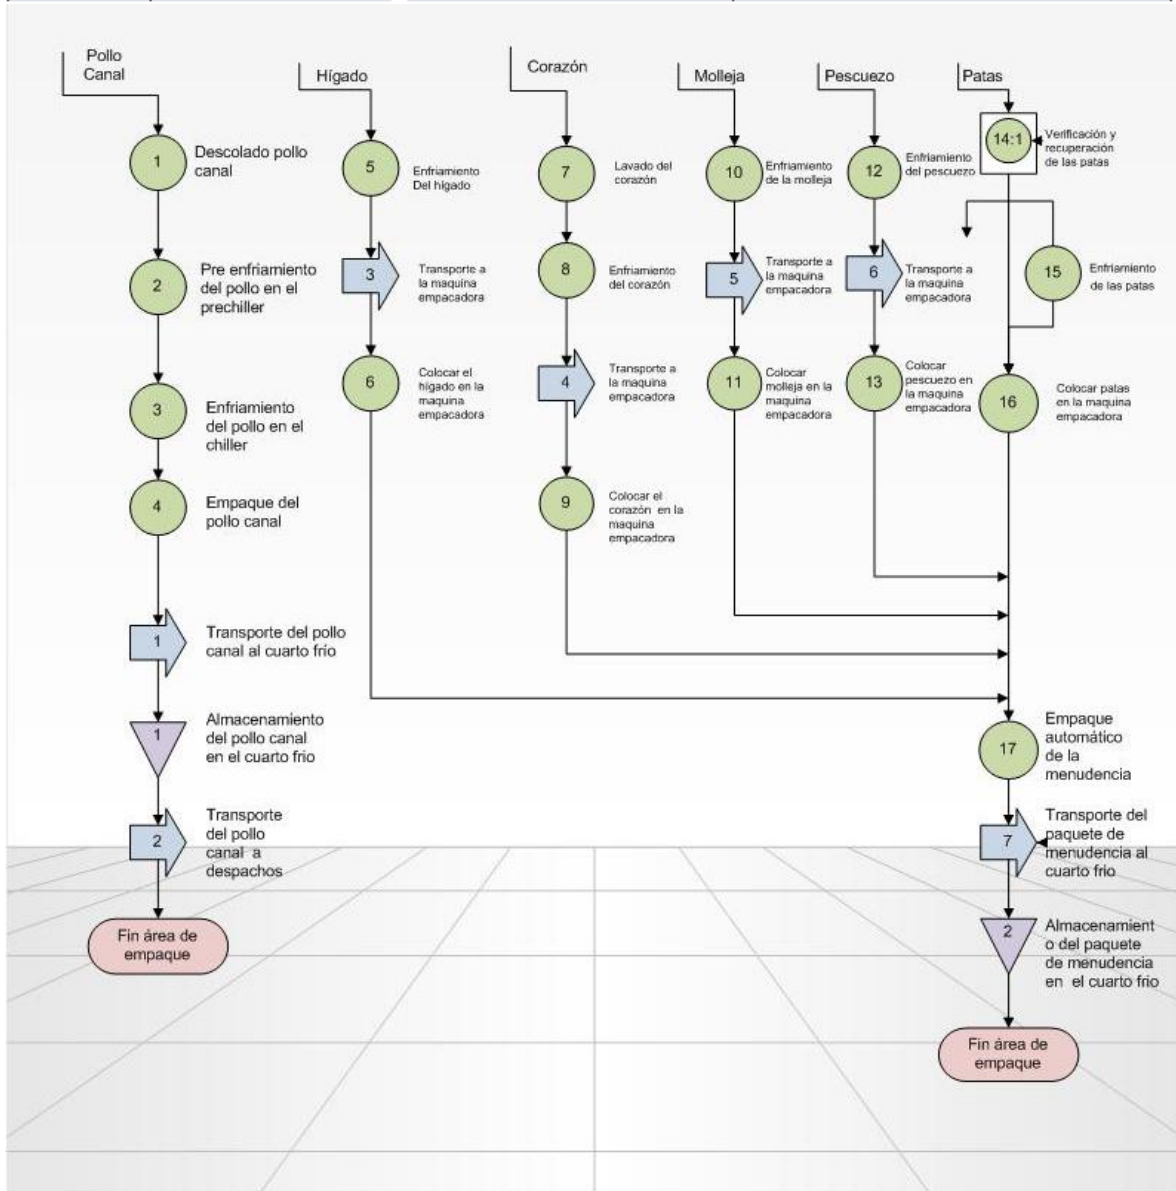 Pollo
Canal
Hígado
Corazón
Molleja
Pescuezo
Patas
1
Descolado pollo
canal
2
Pre enfriamiento
del pollo en el
prechiller
3
Enfriamiento
del pollo en el
chiller
4
Empaque del
pollo canal
1
Transporte del pollo
canal al cuarto frío
1
Almacenamiento
del pollo canal
en el cuarto frio
2
Transporte
del pollo
canal a
despachos
Fin área de
empaque
5
Enfriamiento
Del hígado
3
Transporte a
la maquina
empacadora
6
Colocar el
hígado en la
maquina
empacadora
7
Lavado del
corazón
8
Enfriamiento
del corazón
4
Transporte a
la maquina
empacadora
9
Colocar el
corazón en la
maquina
empacadora
10
Enfriamiento
de la molleja
5
Transporte a
la maquina
empacadora
11
Colocar
molleja en la
maquina
empacadora
12
Enfriamiento
del pescuezo
6
Transporte a
la maquina
empacadora
13
Colocar
pescuezo en
la maquina
empacadora
14:1
Verificación y
recuperación
de las patas
15
Enfriamiento
de las patas
16
Colocar patas
en la maquina
empacadora
17
Empaque
automático
de la
menudencia
7
Transporte del
paquete de
menudencia al
cuarto frio
2
Almacenamient
o del paquete
de menudencia
en el cuarto frio
Fin área de
empaque